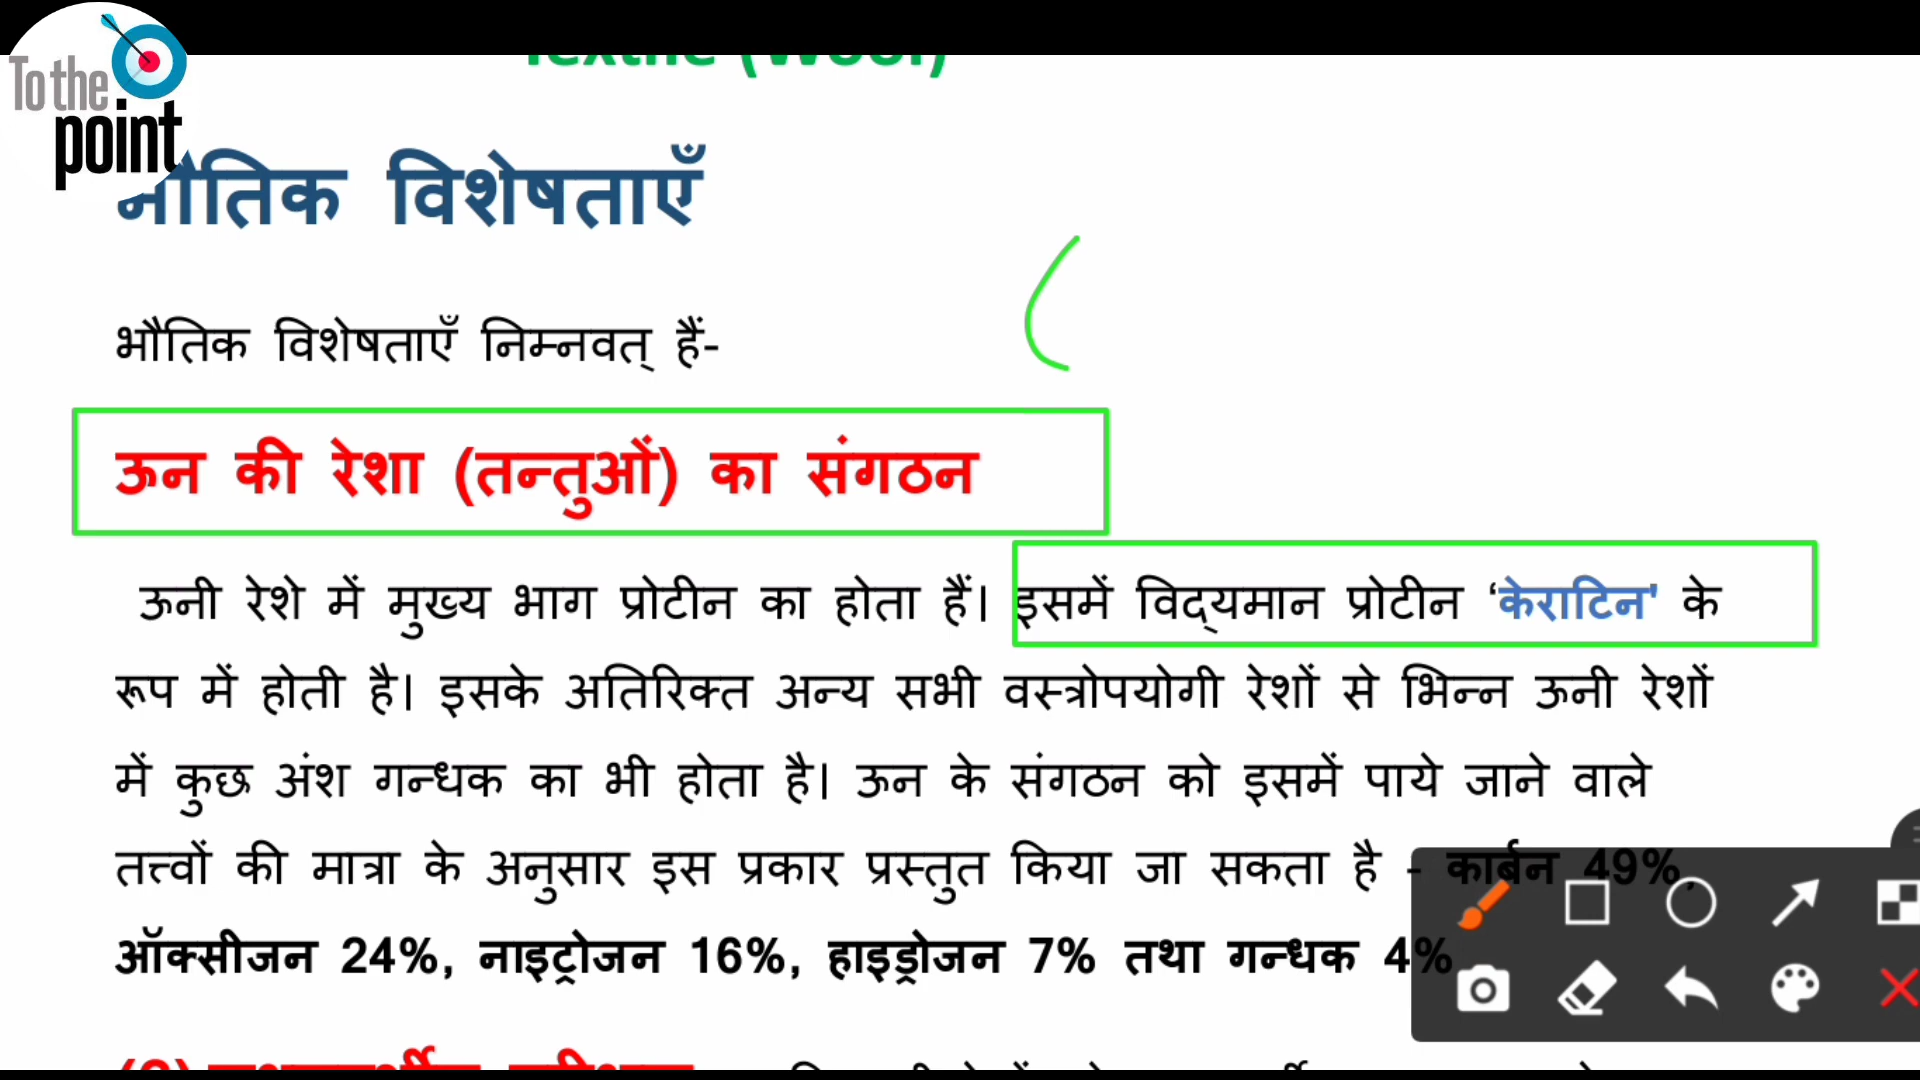 To the
point
Textile (Wool)
भौतिक विशेषताएँ
भौतिक विशेषताएँ निम्नवत् हैं-
ऊन की रेशा (तन्तुओं) का संगठन
ऊनी रेशे में मुख्य भाग प्रोटीन का होता हैं। इसमें विद्यमान प्रोटीन ‘केराटिन' के
रूप में होती है। इसके अतिरिक्त अन्य सभी वस्त्रोपयोगी रेशों से भिन्न ऊनी रेशों
में कुछ अंश गन्धक का भी होता है। ऊन के संगठन को इसमें पाये जाने वाले
तत्त्वों की मात्रा के अनुसार इस प्रकार प्रस्तुत किया जा सकता है - कार्बन 49%,
ऑक्सीजन 24%, नाइट्रोजन 16%, हाइड्रोजन 7% तथा गन्धक 4%